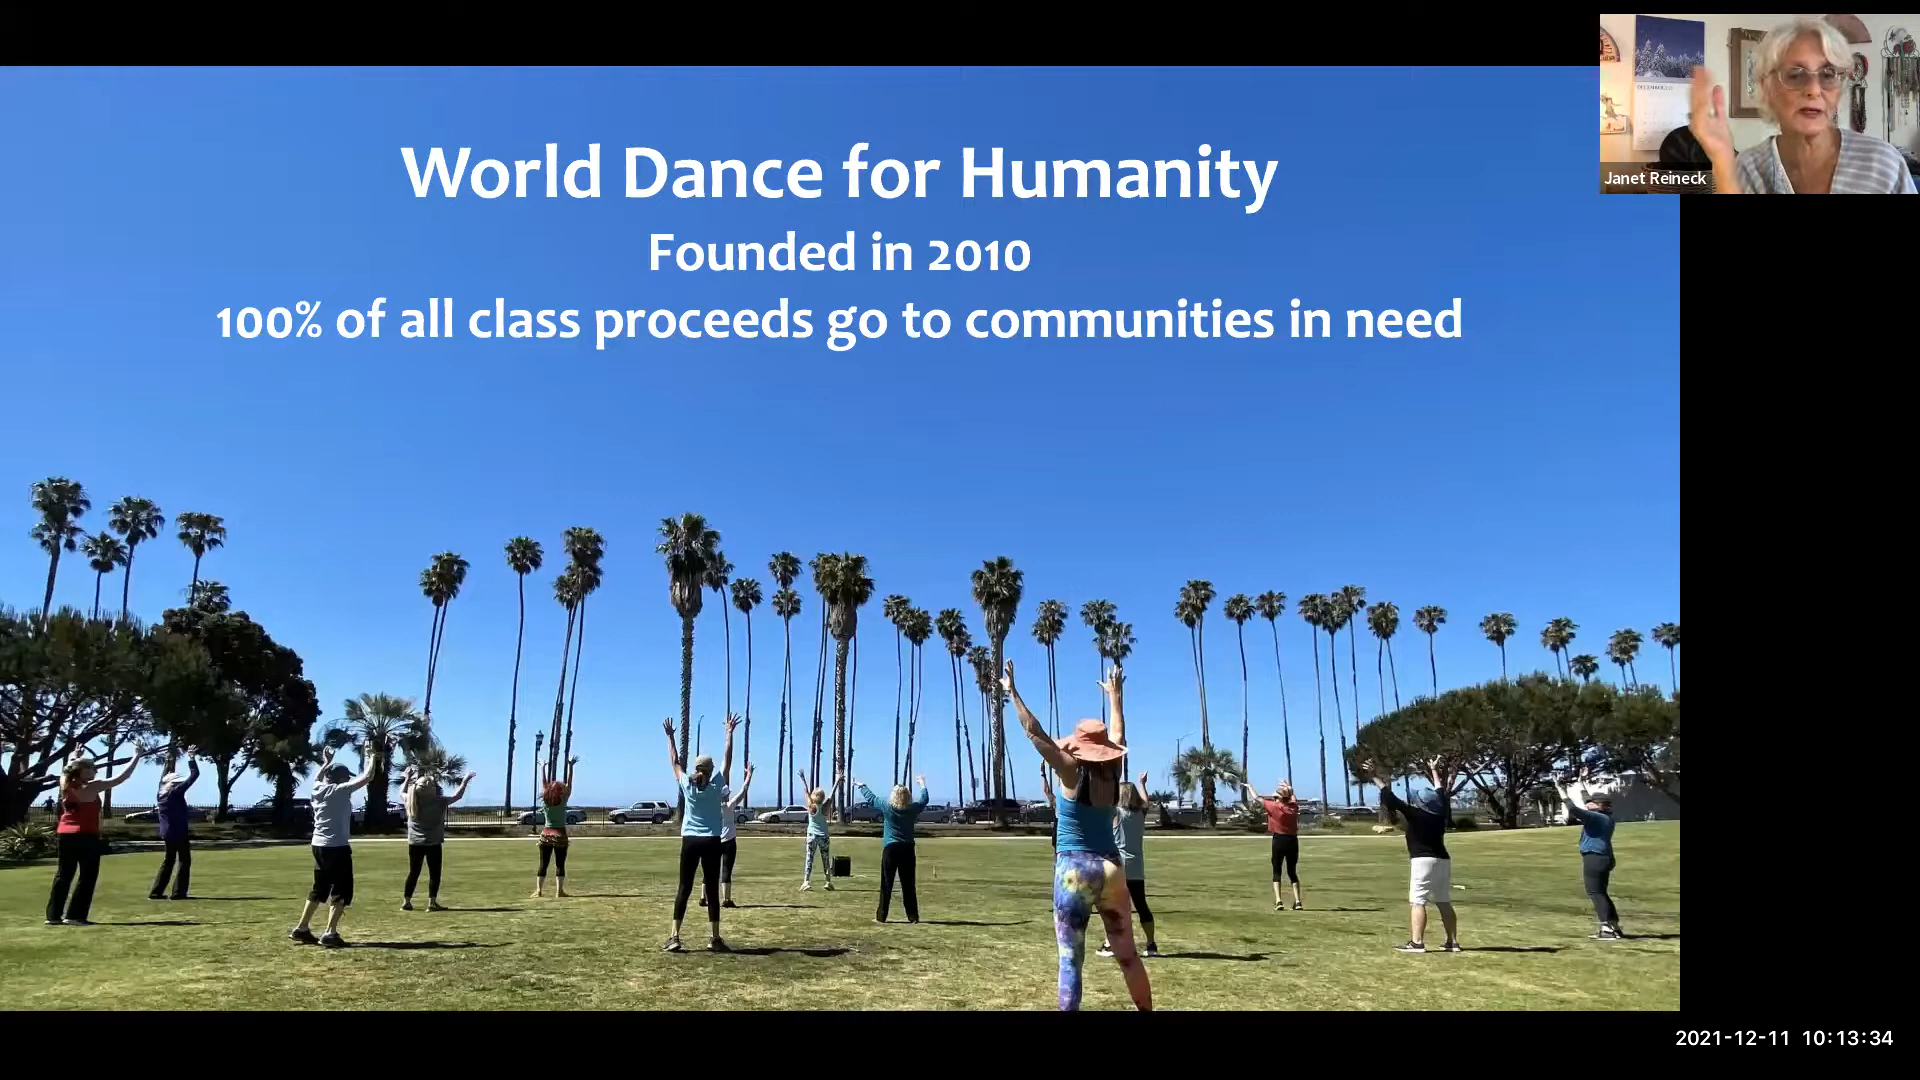 World Dance for Humanity
Founded in 2010
100% of all class proceeds go to communities in need
DECEMBER
Janet Reineck
2021-12-11 10:13:34